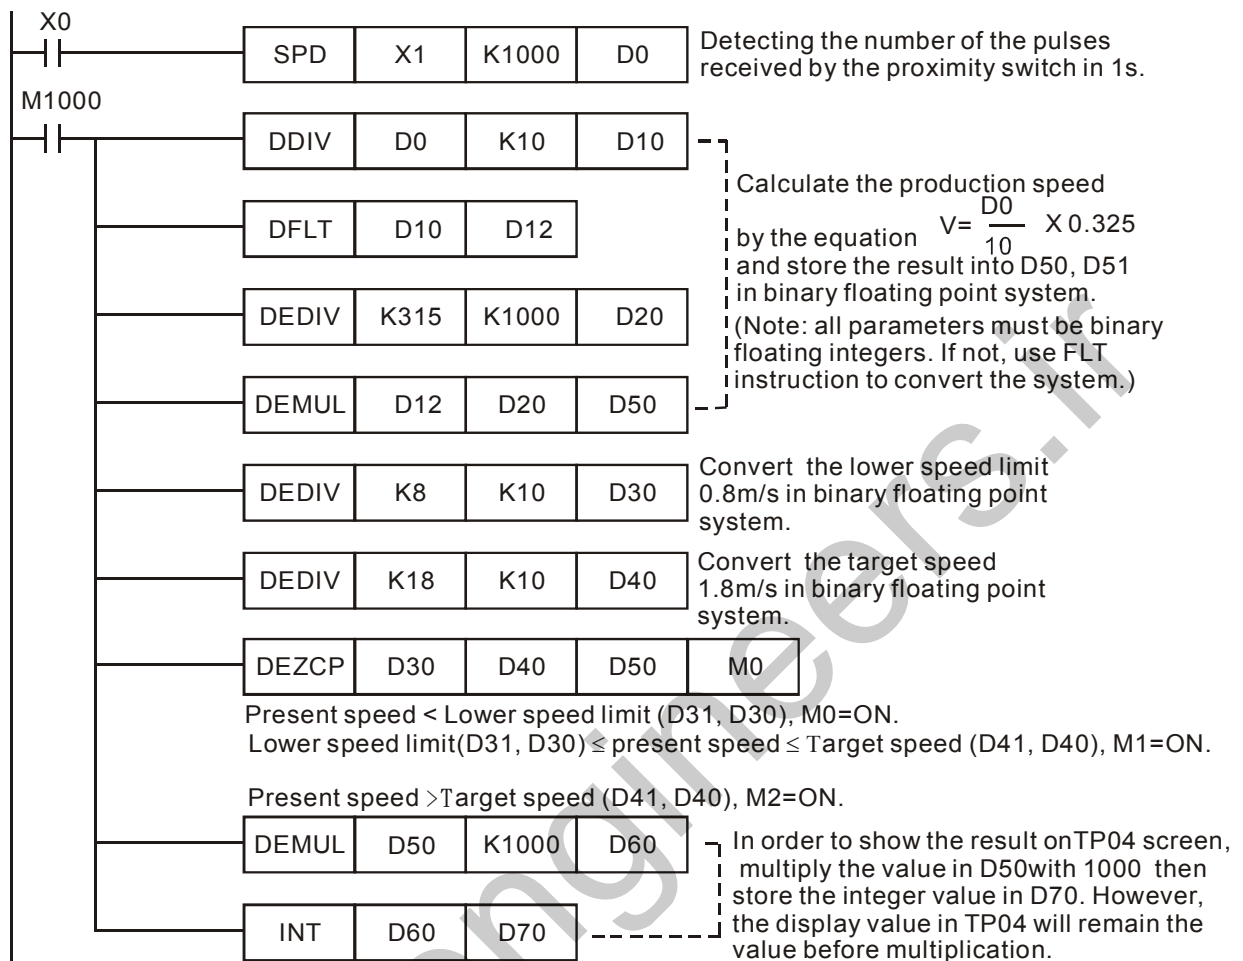 X0
SPD X1 K1000 D0
Detecting the number of the pulses
received by the proximity switch in 1s.
M1000
DDIV D0 K10 D10
DFLT D10 D12
DEDIV K315 K1000 D20
DEMUL D12 D20 D50
Calculate the production speed
by the equation V= D0/10 X 0.325
and store the result into D50, D51
in binary floating point system.
(Note: all parameters must be binary
floating integers. If not, use FLT
instruction to convert the system.)
DEDIV K8 K10 D30
Convert the lower speed limit
0.8m/s in binary floating point
system.
DEDIV K18 K10 D40
Convert the target speed
1.8m/s in binary floating point
system.
DEZCP D30 D40 D50 M0
Present speed < Lower speed limit (D31, D30), M0=ON.
Lower speed limit(D31, D30) ≤ present speed ≤ Target speed (D41, D40), M1=ON.
Present speed >Target speed (D41, D40), M2=ON.
DEMUL D50 K1000 D60
INT D60 D70
In order to show the result onTP04 screen,
multiply the value in D50with 1000 then
store the integer value in D70. However,
the display value in TP04 will remain the
value before multiplication.
ngineers.ir